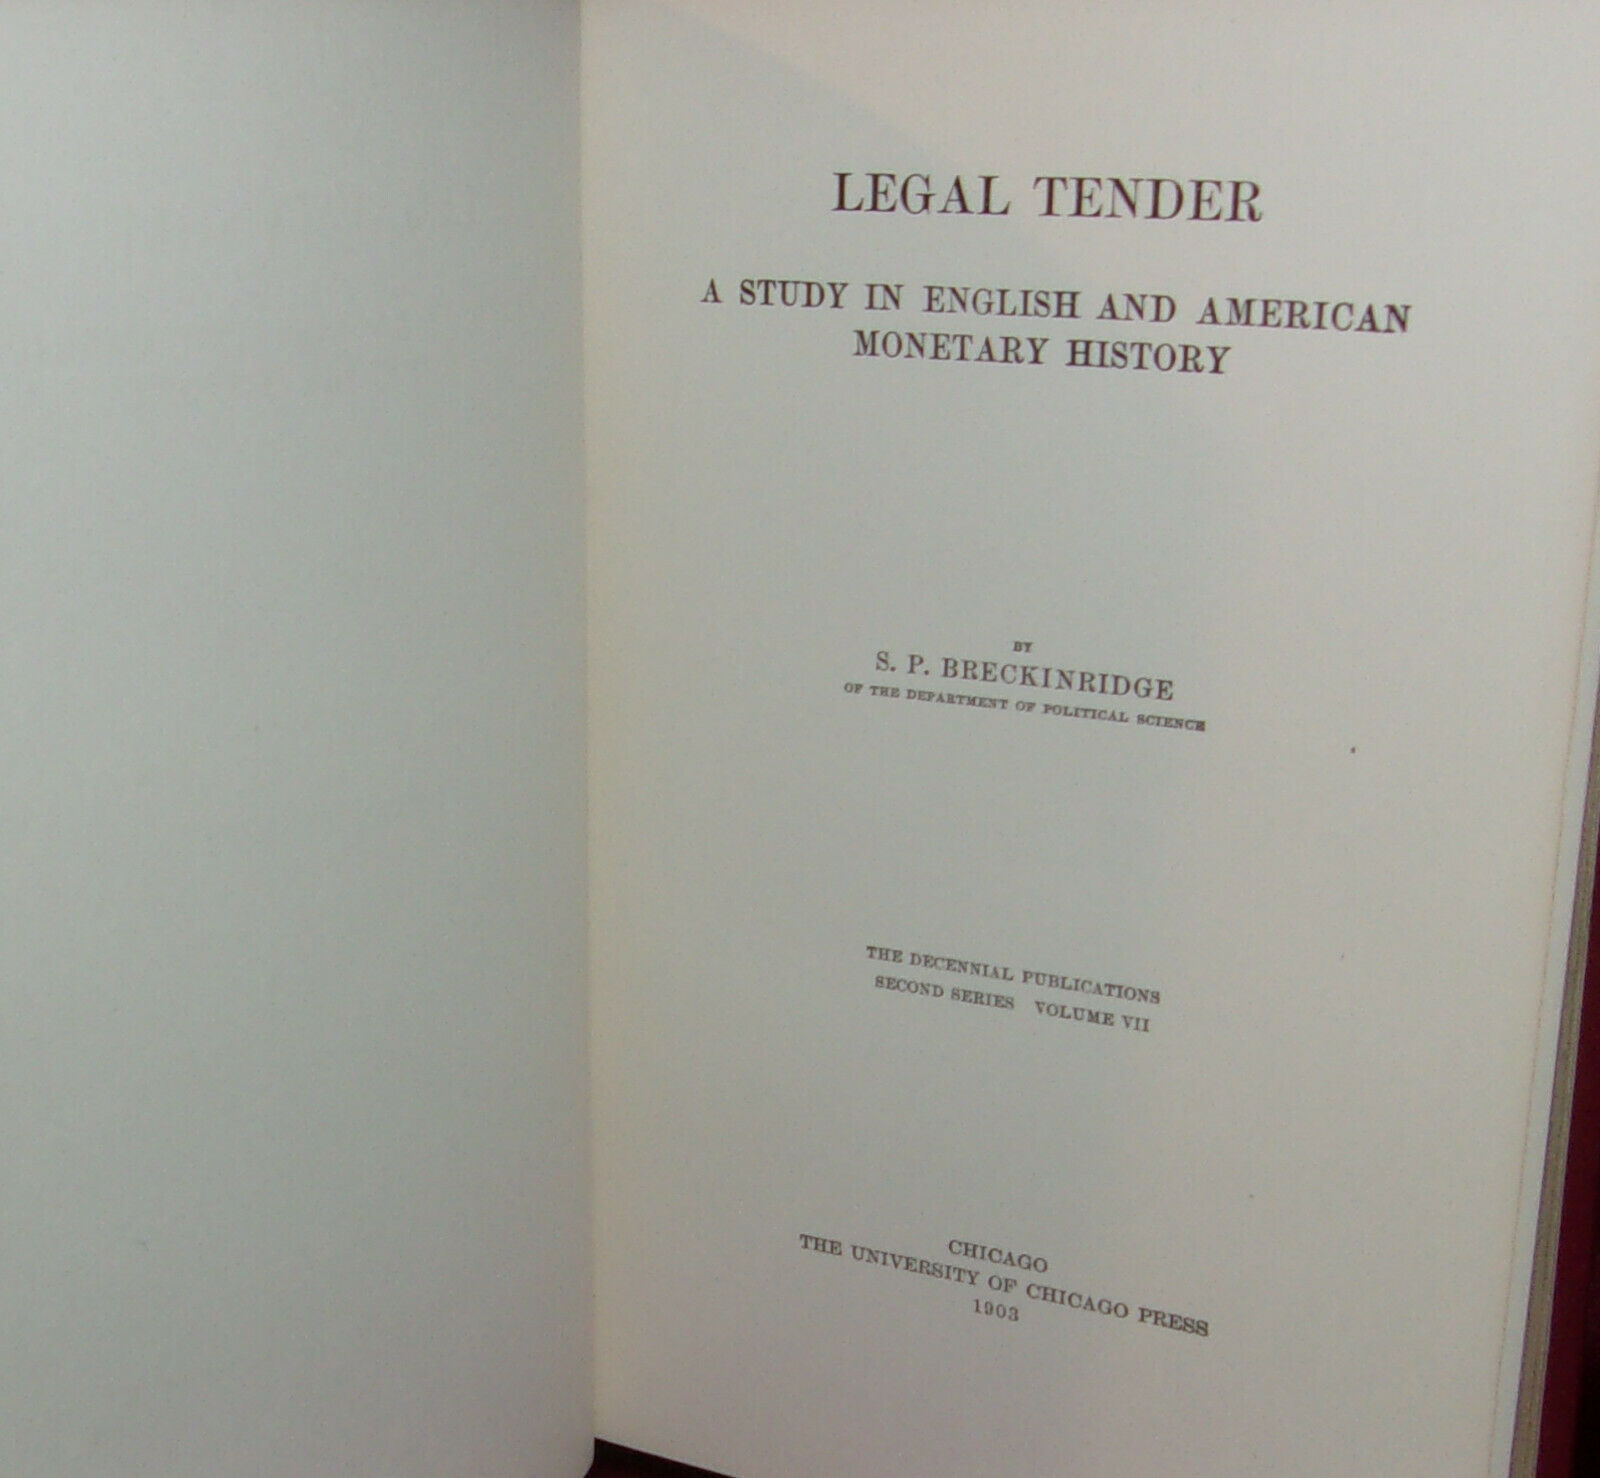 LEGAL TENDER
A STUDY IN ENGLISH AND AMERICAN
MONETARY HISTORY
BY
S. P. BRECKINRIDGE
OF THE DEPARTMENT OF POLITICAL SCIENCE
THE DECENNIAL PUBLICATIONS
SECOND SERIES VOLUME VII
CHICAGO
THE UNIVERSITY OF CHICAGO PRESS
1903